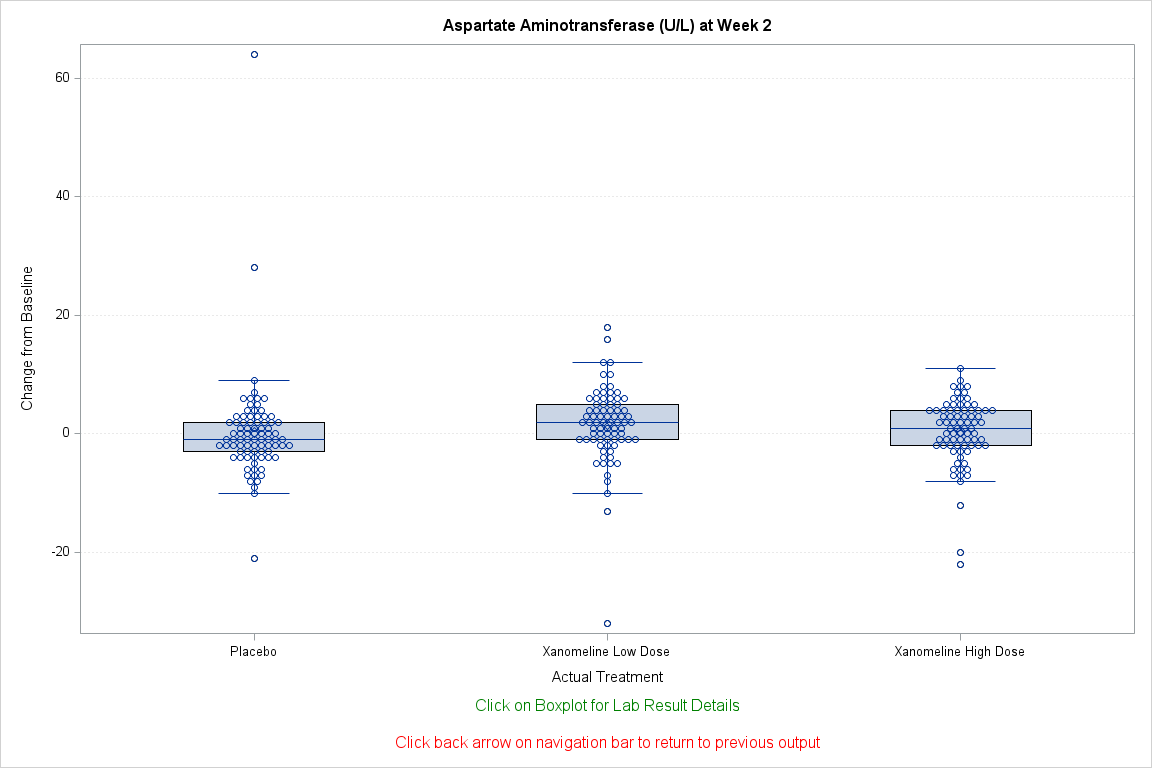 Aspartate Aminotransferase (U/L) at Week 2
60
40
20
0
-20
Change from Baseline
Placebo
Xanomeline Low Dose
Xanomeline High Dose
Actual Treatment
Click on Boxplot for Lab Result Details
Click back arrow on navigation bar to return to previous output